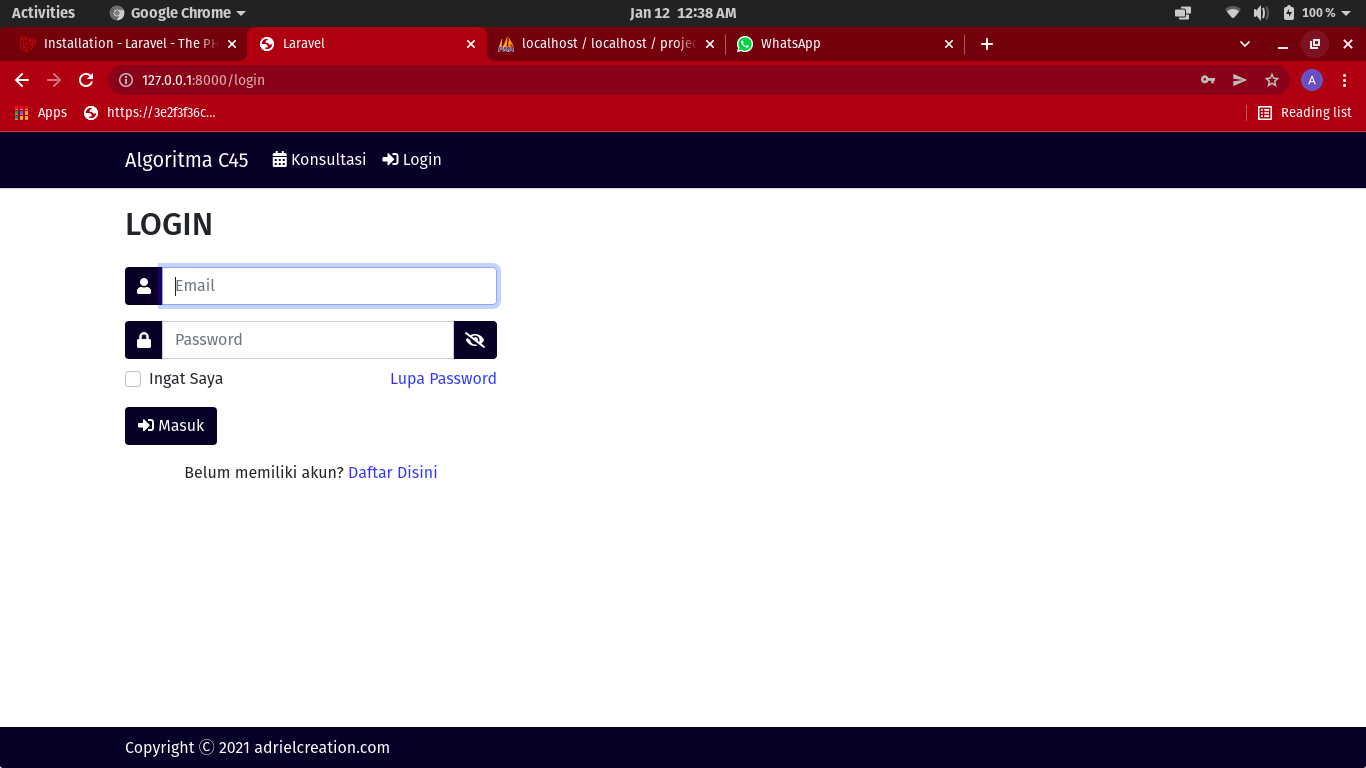 Activities Google Chrome Jan 12 12:38 AM 100 %
Installation - Laravel - The PH Laravel localhost / localhost / projec WhatsApp
127.0.0.1:8000/login A
Apps https://3e2f3f36c... Reading list
Algoritma C45 Konsultasi Login
LOGIN
Email
Password
Ingat Saya Lupa Password
Masuk
Belum memiliki akun? Daftar Disini
Copyright © 2021 adrielcreation.com